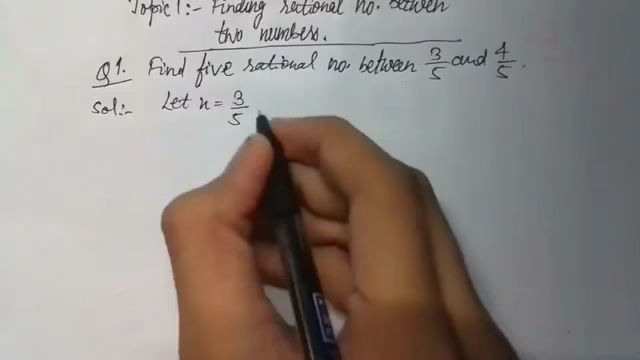 Topic 1:- Finding rational no. betwen
two numbers.
Q1. Find five rational no. between 3/5 and 4/5.
Sol:- Let x = 3/5